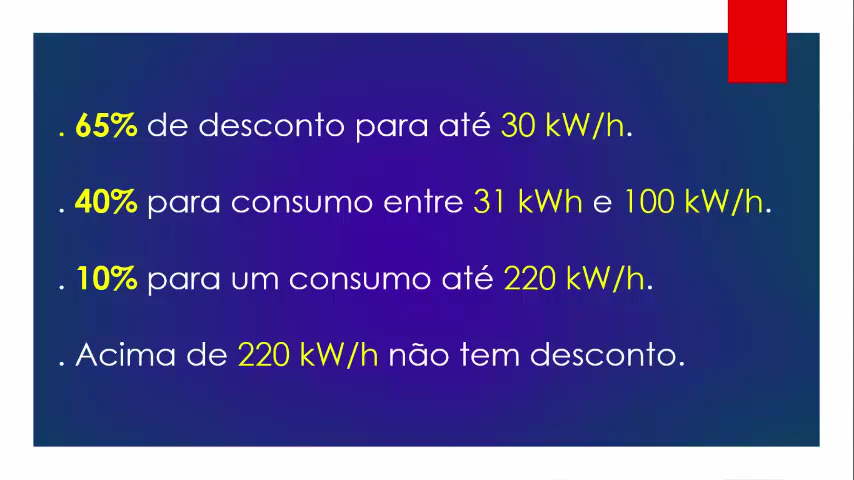 . 65% de desconto para até 30 kW/h.
. 40% para consumo entre 31 kWh e 100 kW/h.
. 10% para um consumo até 220 kW/h.
. Acima de 220 kW/h não tem desconto.